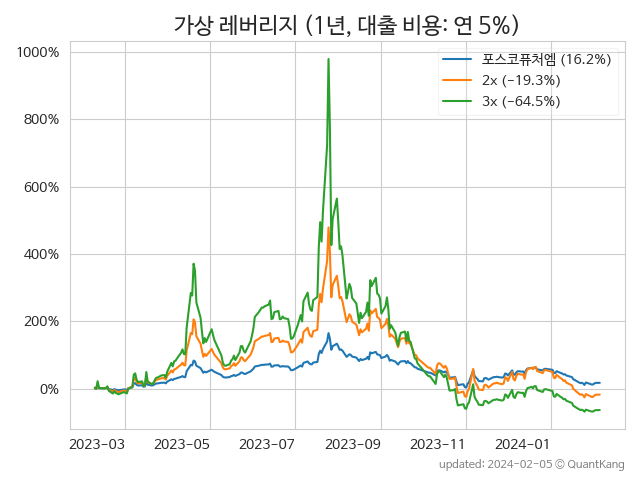 가상 레버리지 (1년, 대출 비용: 연 5%)
1000%
800%
600%
400%
200%
0%
포스코퓨처엠 (16.2%)
2x (-19.3%)
3x (-64.5%)
2023-03 2023-05 2023-07 2023-09 2023-11 2024-01
updated: 2024-02-05 © QuantKang